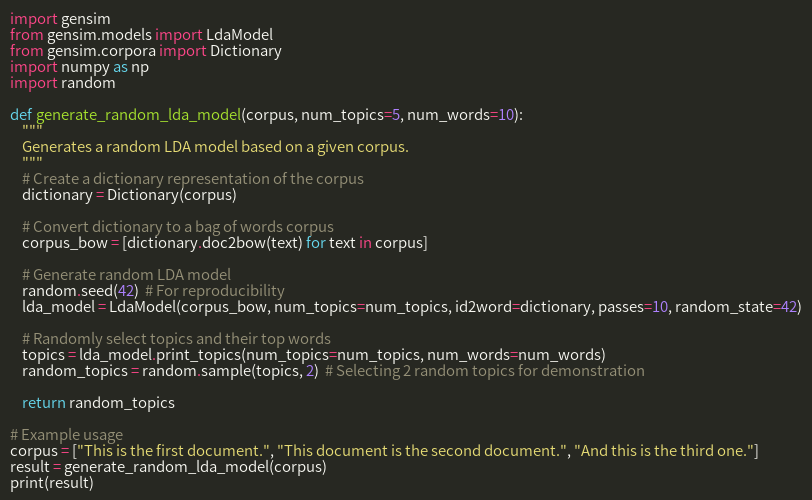 import gensim
from gensim.models import LdaModel
from gensim.corpora import Dictionary
import numpy as np
import random

def generate_random_lda_model(corpus, num_topics=5, num_words=10):
    """
    Generates a random LDA model based on a given corpus.
    """
    # Create a dictionary representation of the corpus
    dictionary = Dictionary(corpus)

    # Convert dictionary to a bag of words corpus
    corpus_bow = [dictionary.doc2bow(text) for text in corpus]

    # Generate random LDA model
    random.seed(42)  # For reproducibility
    lda_model = LdaModel(corpus_bow, num_topics=num_topics, id2word=dictionary, passes=10, random_state=42)

    # Randomly select topics and their top words
    topics = lda_model.print_topics(num_topics=num_topics, num_words=num_words)
    random_topics = random.sample(topics, 2)  # Selecting 2 random topics for demonstration

    return random_topics

# Example usage
corpus = ["This is the first document.", "This document is the second document.", "And this is the third one."]
result = generate_random_lda_model(corpus)
print(result)